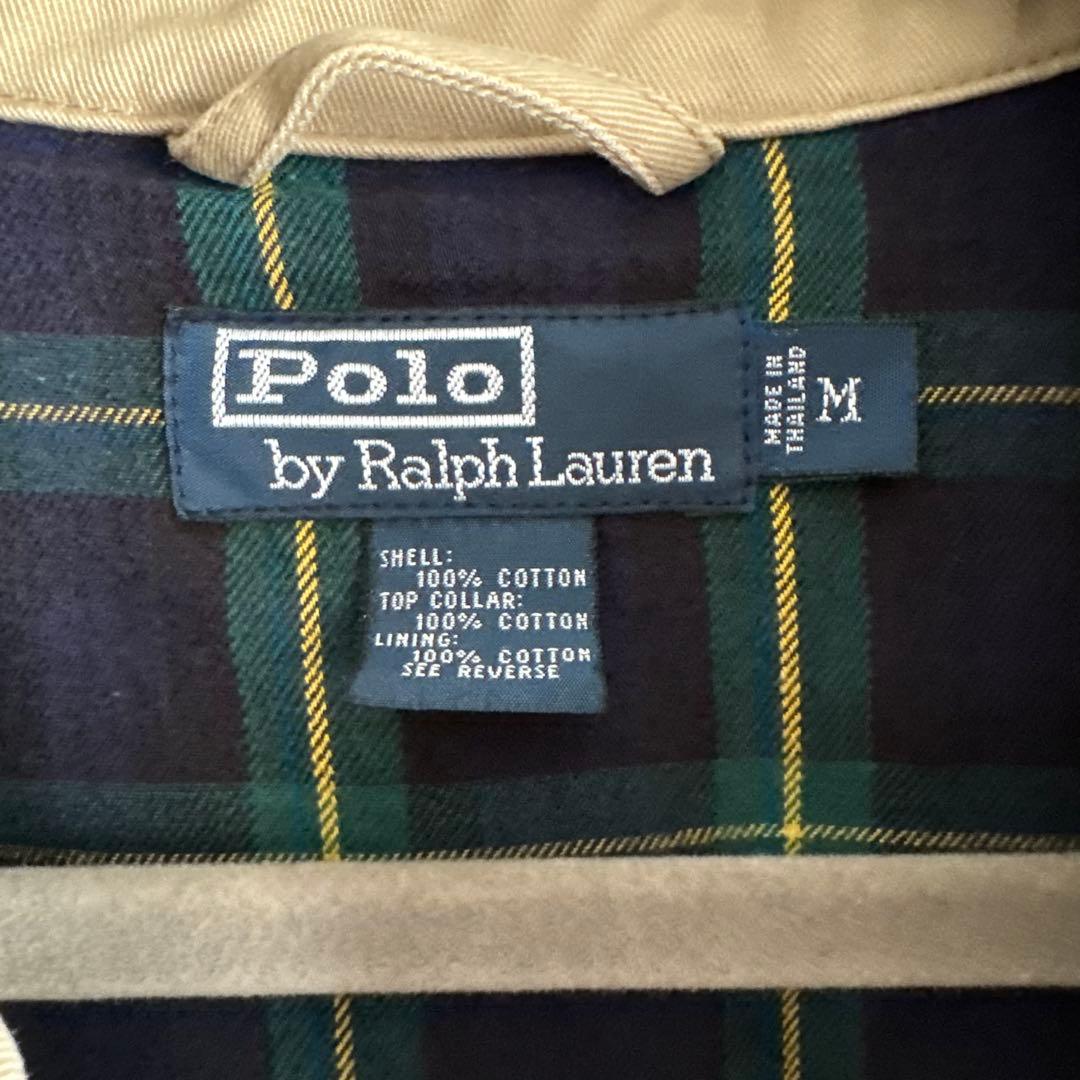 Polo
by Ralph Lauren
MADE IN
THAILAND
M
SHELL:
100% COTTON
TOP COLLAR:
100% COTTON
LINING:
100% COTTON
SEE REVERSE